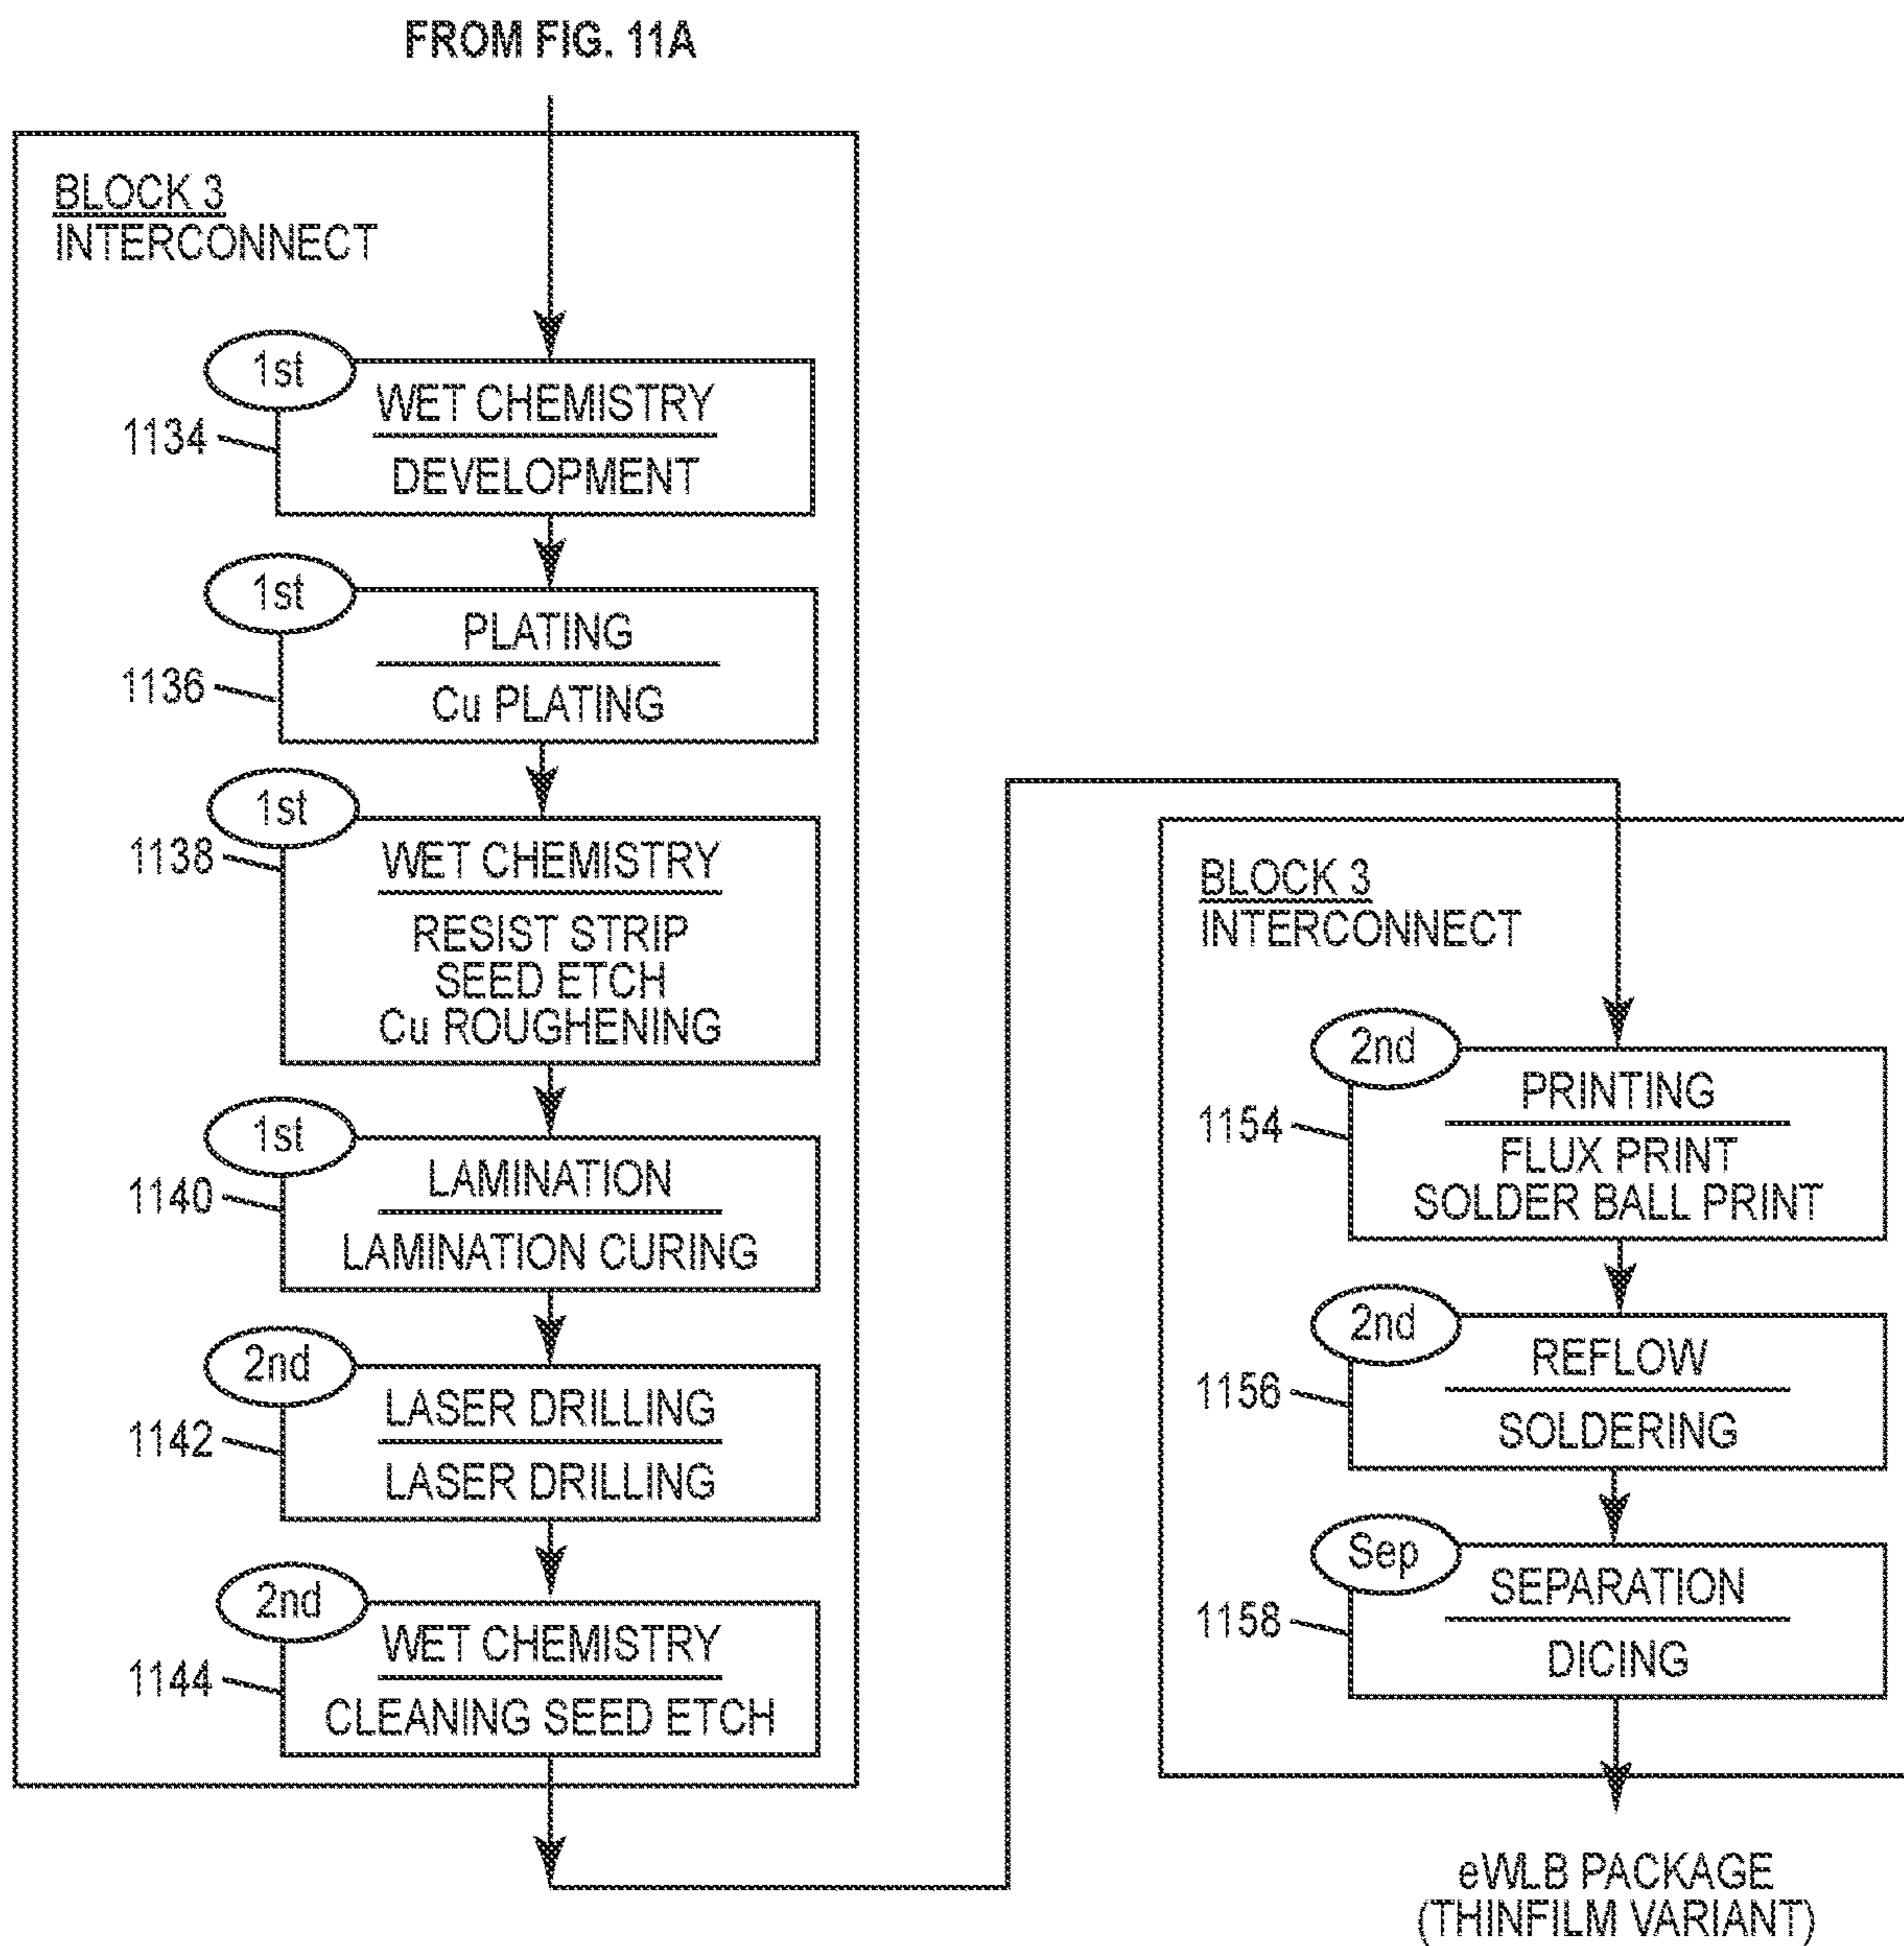 FROM FIG. 11A
BLOCK 3
INTERCONNECT
1st
1134
WET CHEMISTRY
DEVELOPMENT
1st
1136
PLATING
Cu PLATING
1st
1138
WET CHEMISTRY
RESIST STRIP
SEED ETCH
Cu ROUGHENING
1st
1140
LAMINATION
LAMINATION CURING
2nd
1142
LASER DRILLING
LASER DRILLING
2nd
1144
WET CHEMISTRY
CLEANING SEED ETCH
BLOCK 3
INTERCONNECT
2nd
1154
PRINTING
FLUX PRINT
SOLDER BALL PRINT
2nd
1156
REFLOW
SOLDERING
Sep
1158
SEPARATION
DICING
eWLB PACKAGE
(THINFILM VARIANT)